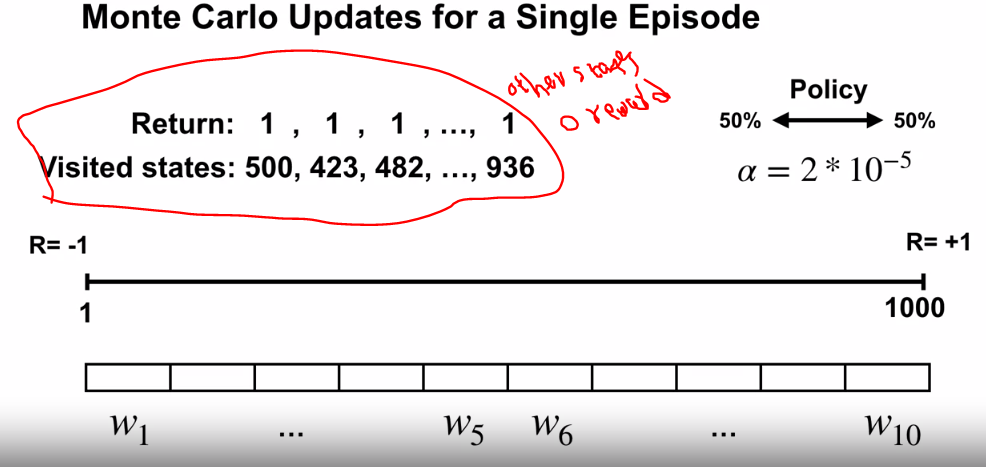 Monte Carlo Updates for a Single Episode
other states
0 reward
Return: 1 , 1 , 1 , ..., 1
Visited states: 500, 423, 482, ..., 936
Policy
50% 50%
α = 2 * 10⁻⁵
R= -1
R= +1
1
1000
w₁ ... w₅ w₆ ... w₁₀